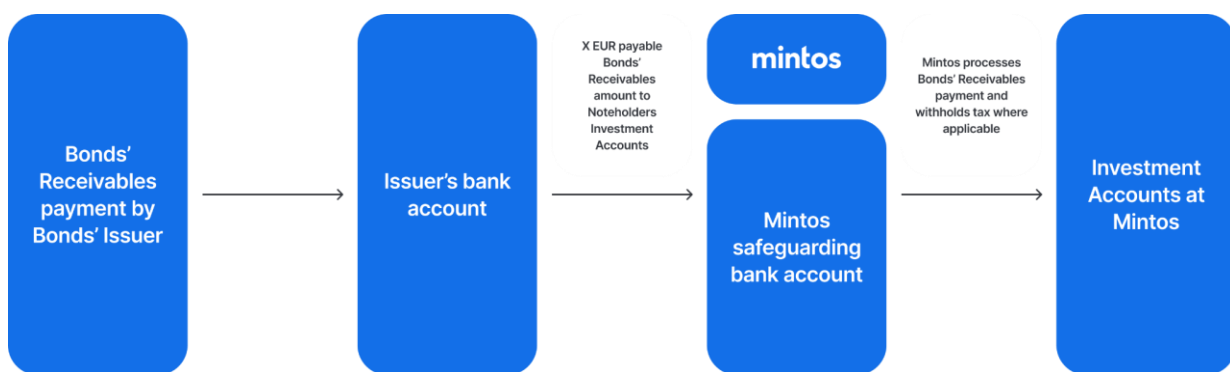 Bonds’
Receivables
payment by
Bonds’ Issuer
Issuer’s bank
account
X EUR payable
Bonds’
Receivables
amount to
Noteholders
Investment
Accounts
mintos
Mintos
safeguarding
bank account
Mintos processes
Bonds’ Receivables
payment and
withholds tax where
applicable
Investment
Accounts at
Mintos